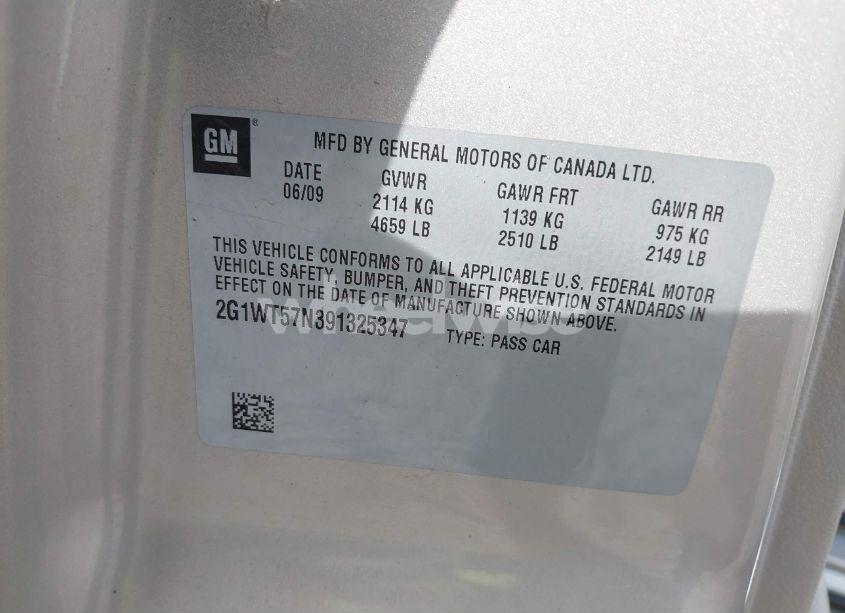 GM ®
MFD BY GENERAL MOTORS OF CANADA LTD.
DATE GVWR GAWR FRT GAWR RR
06/09 2114 KG 1139 KG 975 KG
4659 LB 2510 LB 2149 LB
THIS VEHICLE CONFORMS TO ALL APPLICABLE U.S. FEDERAL MOTOR
VEHICLE SAFETY, BUMPER, AND THEFT PREVENTION STANDARDS IN
EFFECT ON THE DATE OF MANUFACTURE SHOWN ABOVE.
2G1WT57N391325347 TYPE: PASS CAR